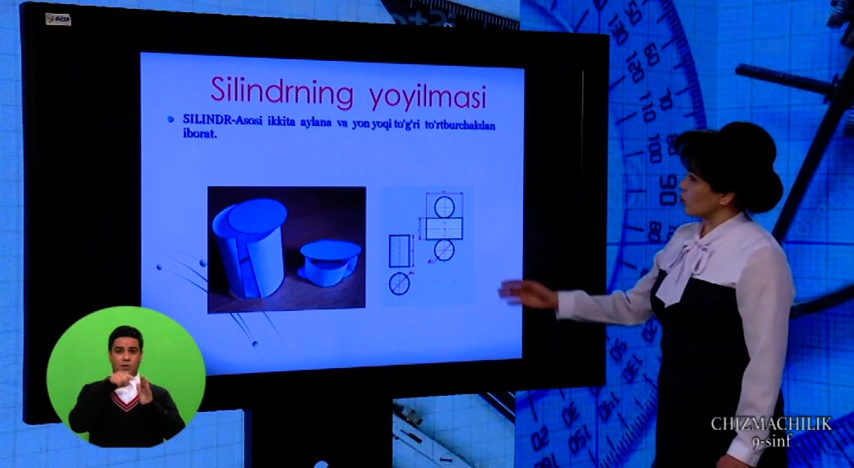 Silindrning yoyilmasi
SILINDR-Asosi ikkita aylana va yon yoqi to'g'ri to'rtburchakdan
iborat.
CHIZMACHILIK
9-sinf